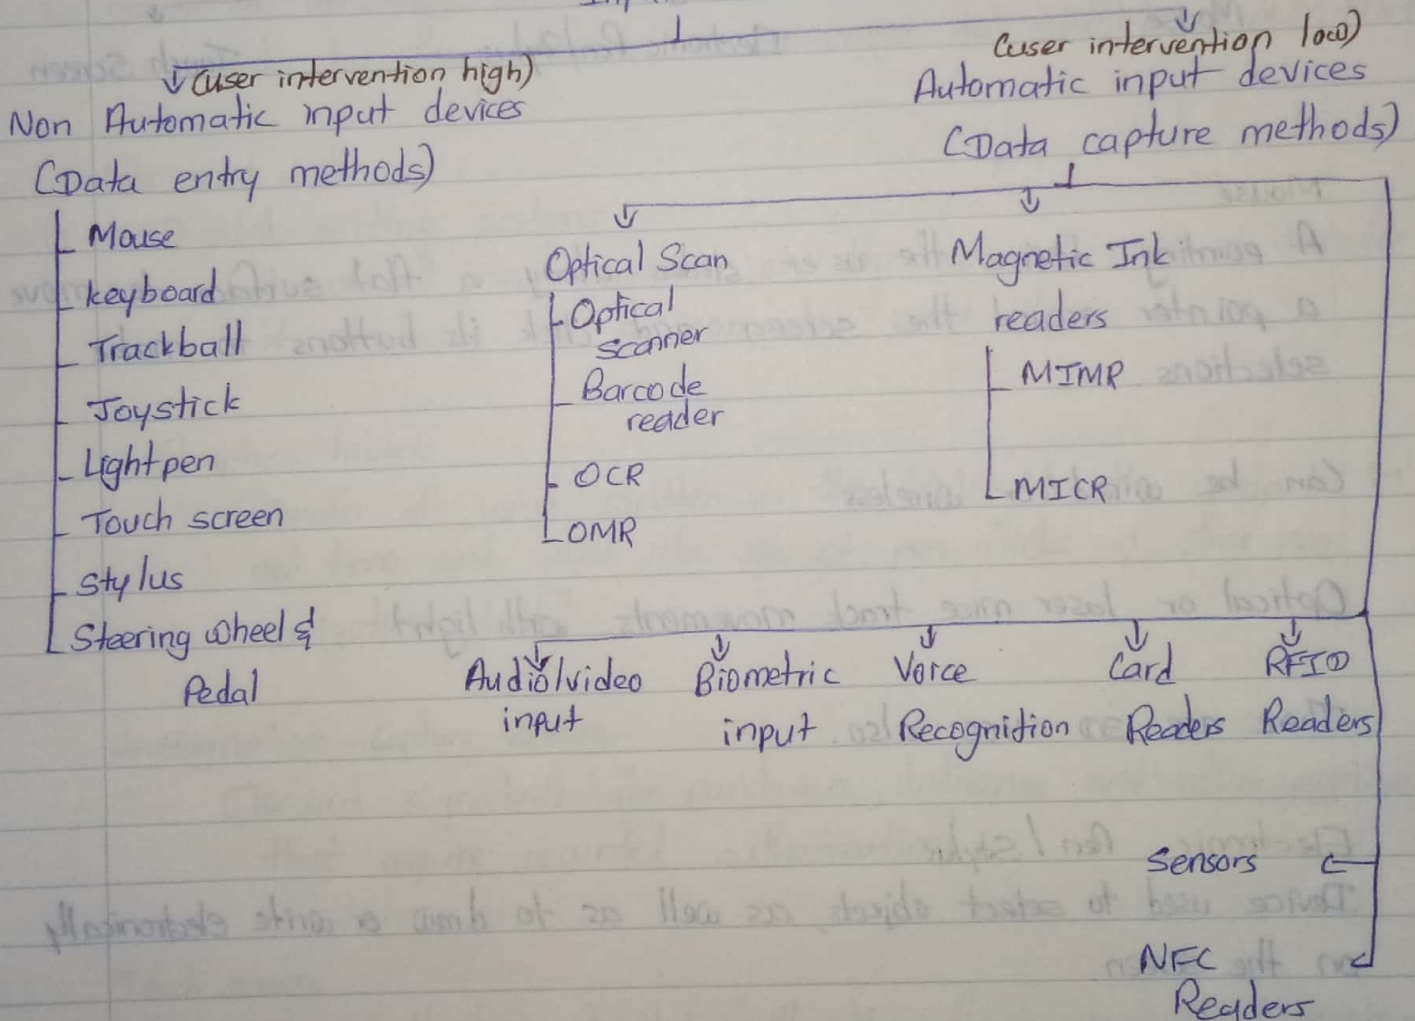 (user intervention high)
Non Automatic input devices
(Data entry methods)
Mouse
keyboard
Trackball
Joystick
Lightpen
Touch screen
Stylus
Steering wheel &
Pedal
(user intervention low)
Automatic input devices
(Data capture methods)
Optical Scan
Optical
scanner
Barcode
reader
OCR
OMR
Magnetic Ink
readers
MIMR
MICR
Audio/video
input
Biometric
input
Voice
Recognition
Card
Readers
RFID
Readers
Sensors
NFC
Readers